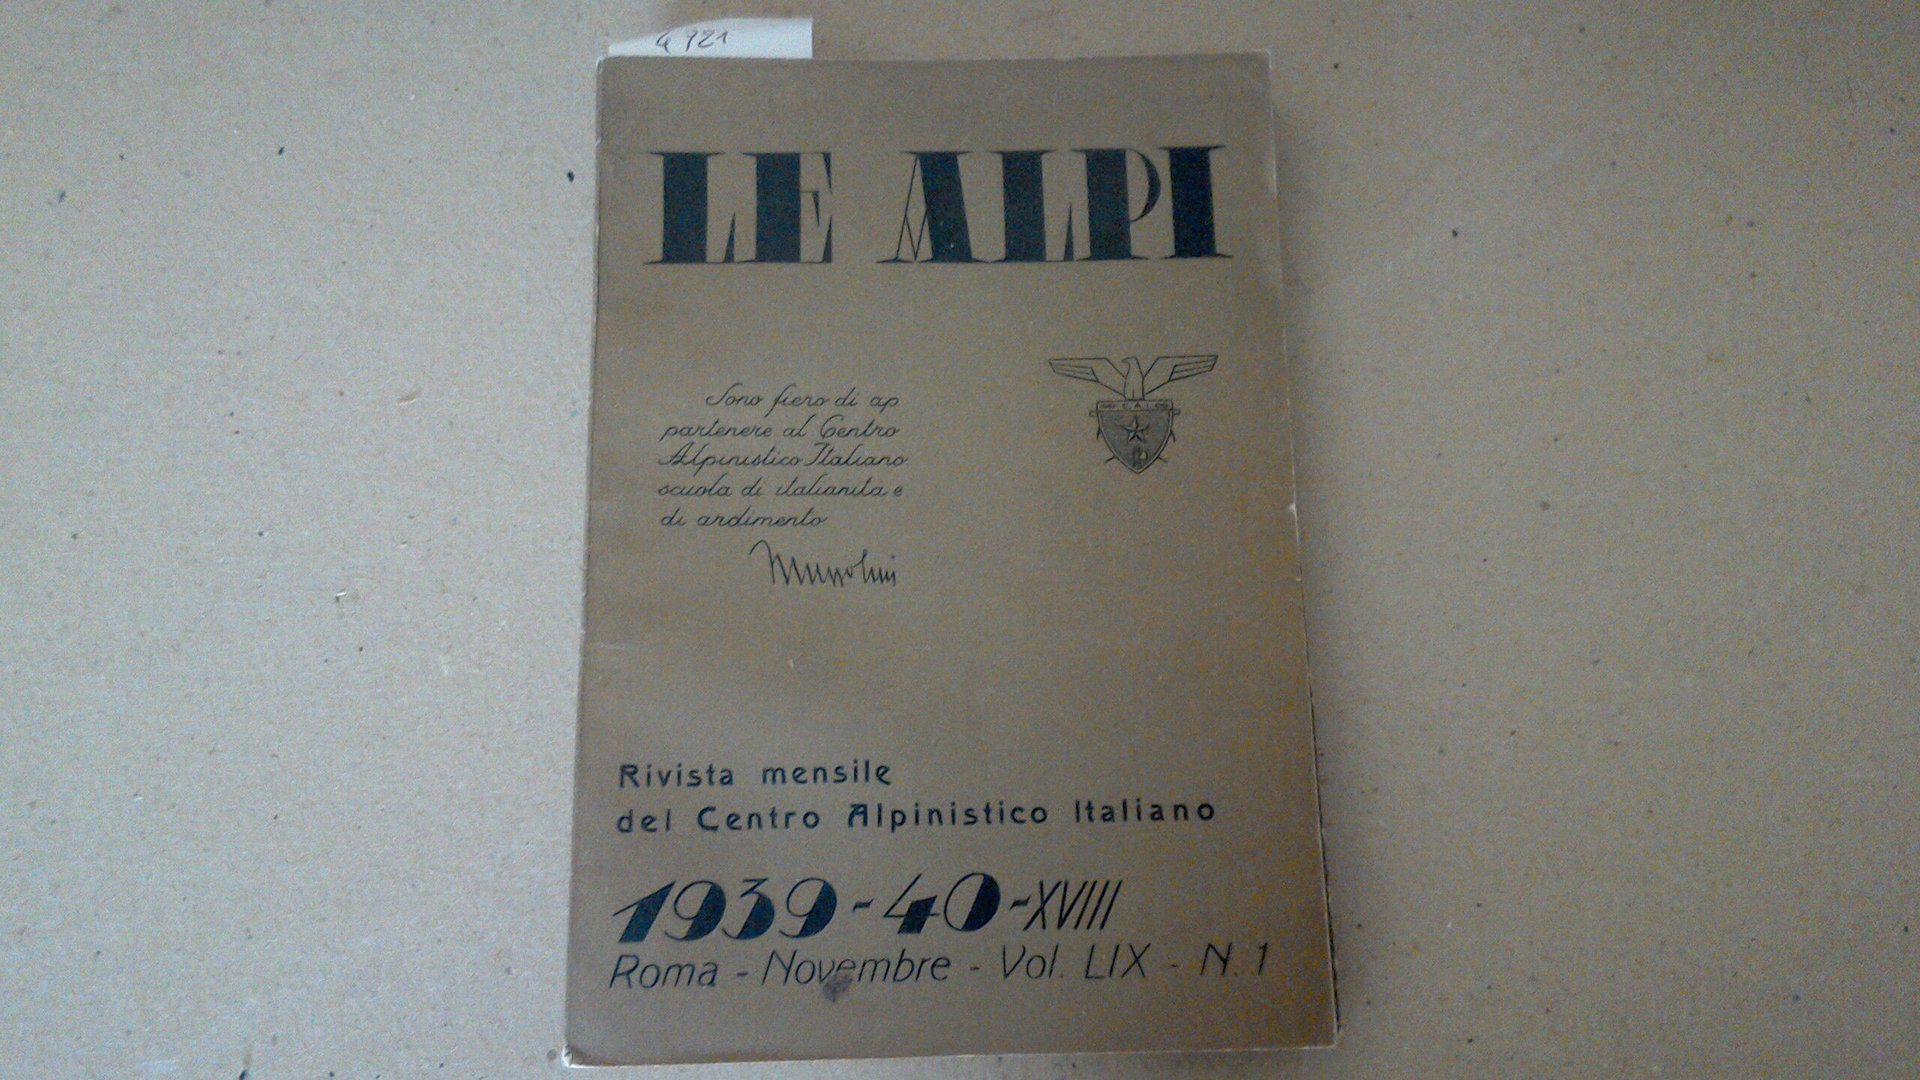 4921
LE ALPI
Sono fiero di ap
partenere al Centro
Alpinistico Italiano
scuola di italianita e
di ardimento
Mussolini
C. A. I.
Rivista mensile
del Centro Alpinistico Italiano
1939-40-XVIII
Roma - Novembre - Vol. LIX - N. 1